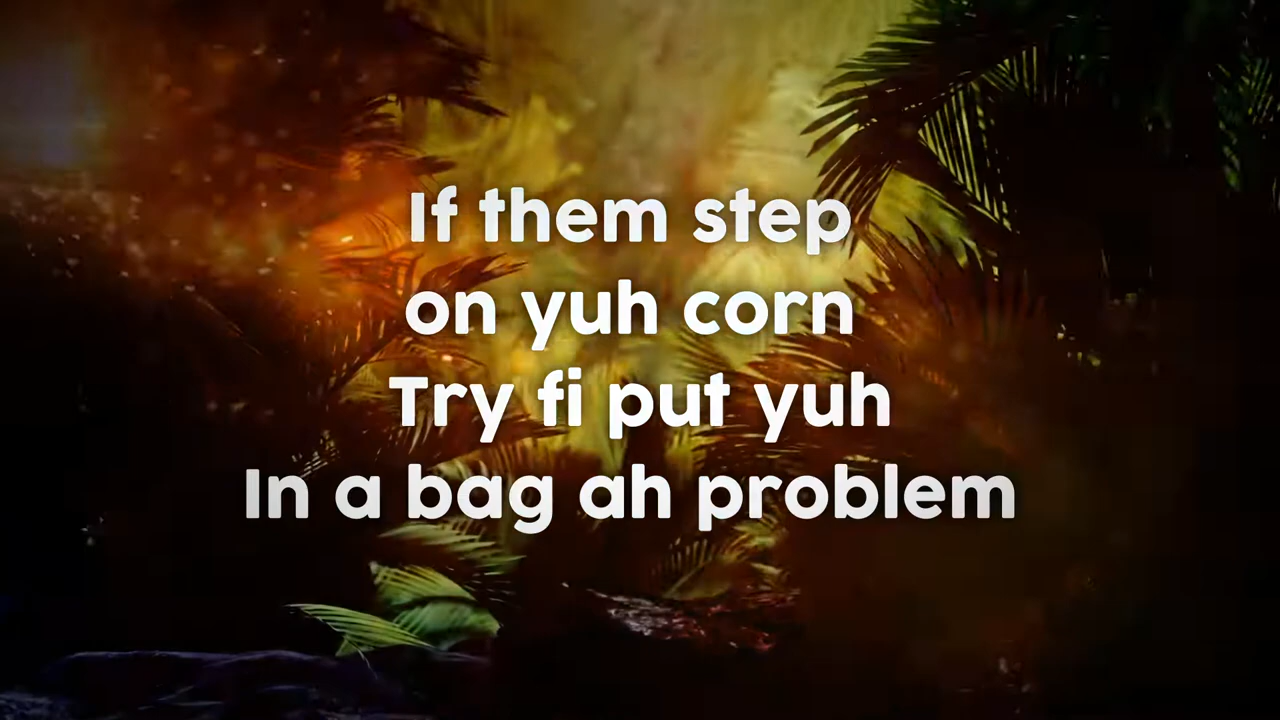 If them step
on yuh corn
Try fi put yuh
In a bag ah problem